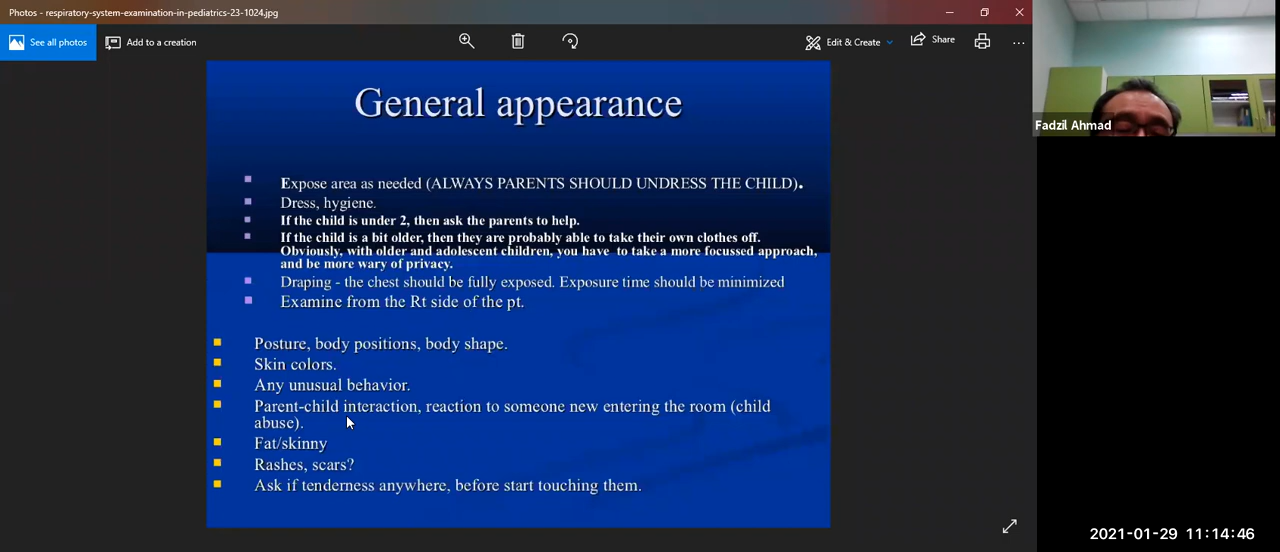 Photos - respiratory-system-examination-in-pediatrics-23-1024.jpg
See all photos
Add to a creation
Edit & Create
Share
Fadzil Ahmad
General appearance
Expose area as needed (ALWAYS PARENTS SHOULD UNDRESS THE CHILD).
Dress, hygiene.
If the child is under 2, then ask the parents to help.
If the child is a bit older, then they are probably able to take their own clothes off.
Obviously, with older and adolescent children, you have to take a more focussed approach,
and be more wary of privacy.
Draping - the chest should be fully exposed. Exposure time should be minimized
Examine from the Rt side of the pt.
Posture, body positions, body shape.
Skin colors.
Any unusual behavior.
Parent-child interaction, reaction to someone new entering the room (child
abuse).
Fat/skinny
Rashes, scars?
Ask if tenderness anywhere, before start touching them.
2021-01-29 11:14:46